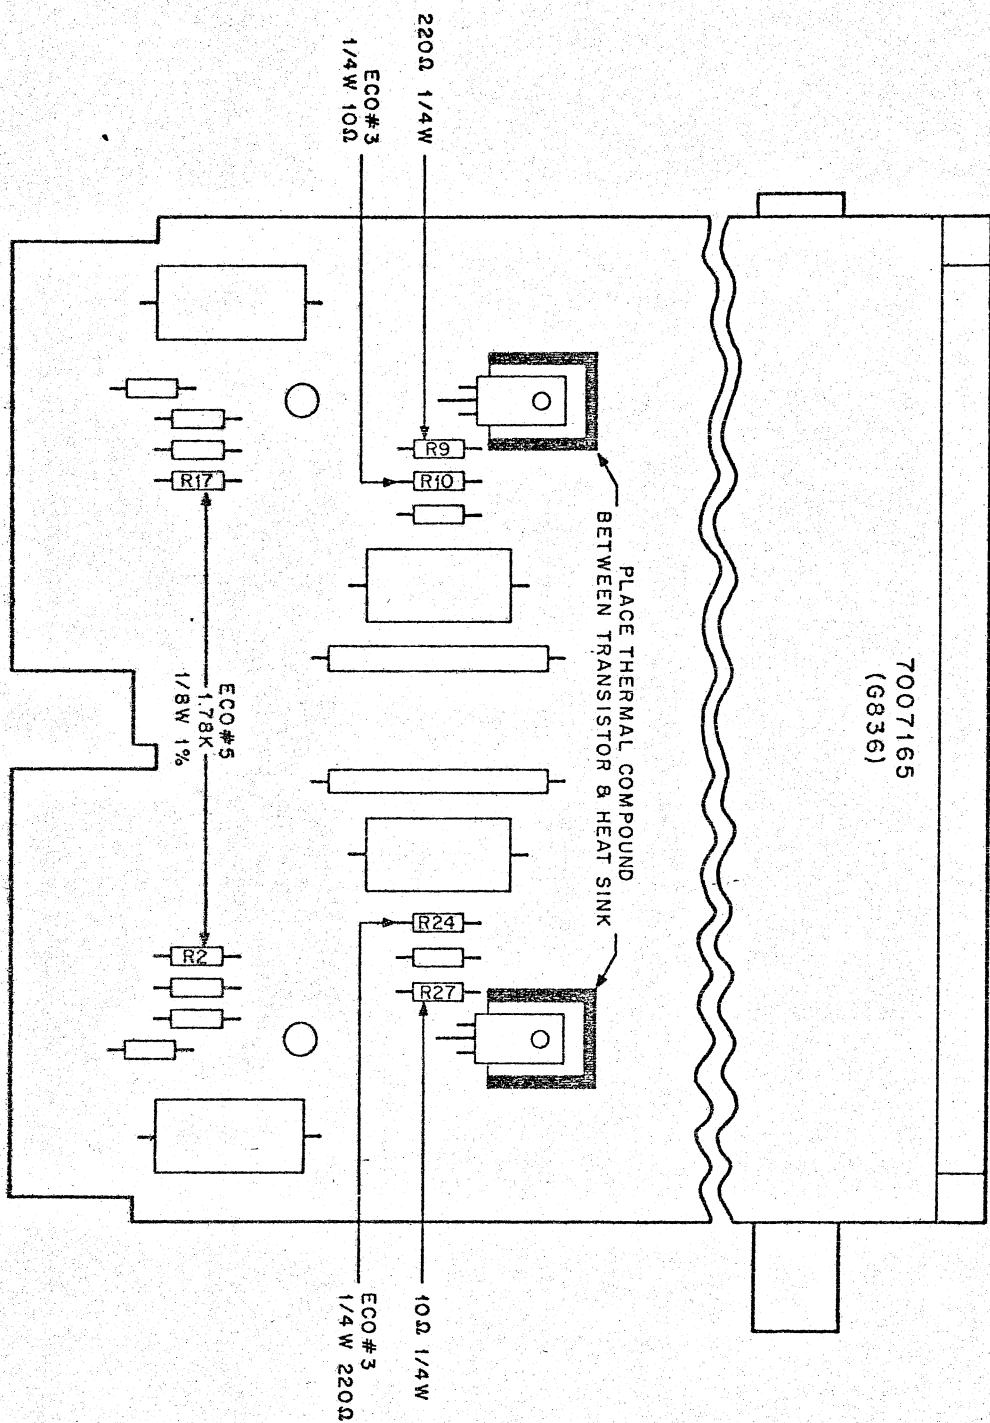 7007165
(G836)
PLACE THERMAL COMPOUND
BETWEEN TRANSISTOR & HEAT SINK
220Ω 1/4W
ECO#3
1/4W 10Ω
R9
R10
R24
R27
10Ω 1/4W
ECO#3
1/4W 220Ω
R17
ECO#5
1.78K
1/8W 1%
R2